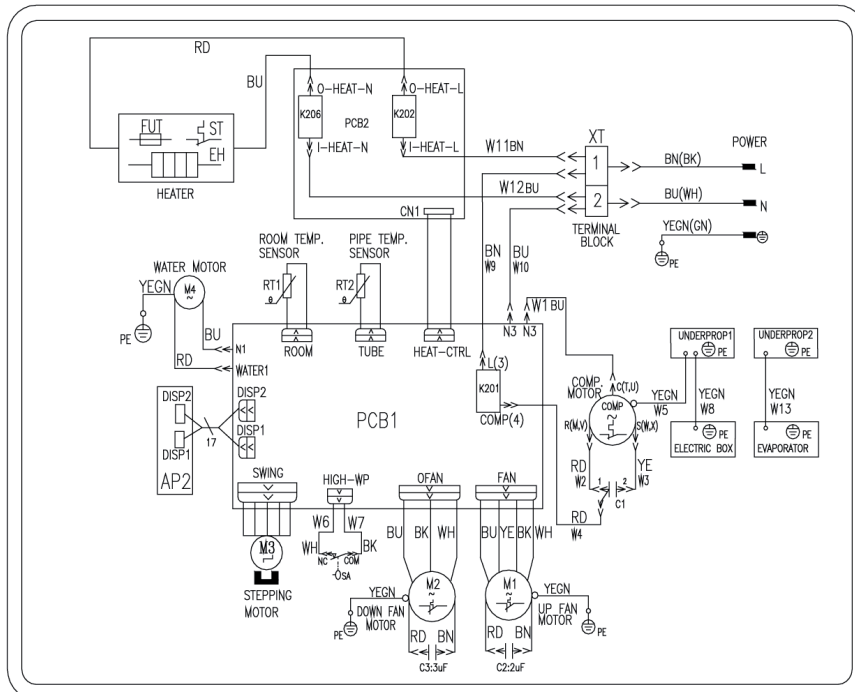 RD
BU
FUT
ST
EH
HEATER
O-HEAT-N
O-HEAT-L
K206
K202
PCB2
I-HEAT-N
I-HEAT-L
CN1
W11BN
W12BU
XT
1
2
TERMINAL
BLOCK
POWER
BN(BK)
L
BU(WH)
N
YEGN(GN)
PE
ROOM TEMP.
SENSOR
RT1
θ
PIPE TEMP.
SENSOR
RT2
θ
BN
W9
BU
W10
W1BU
N3 N3
WATER MOTOR
YEGN
M4
~
PE
BU
RD
N1
WATER1
ROOM
TUBE
HEAT-CTRL
L(3)
K201
COMP(4)
PCB1
DISP2
DISP1
AP2
17
DISP2
DISP1
COMP.
MOTOR
C(T,U)
COMP
R(M,V)
S(W,X)
RD
W2
YE
W3
1
2
C1
RD
W4
YEGN
W5
UNDERPROP1
PE
YEGN
W8
PE
ELECTRIC BOX
UNDERPROP2
PE
YEGN
W13
PE
EVAPORATOR
SWING
M3
STEPPING
MOTOR
HIGH-WP
W6
W7
WH
BK
NC
COM
SA
OFAN
BU
BK
WH
M2
~
YEGN
DOWN FAN
MOTOR
PE
RD
BN
C3:3uF
FAN
BU
YE
BK
WH
M1
~
YEGN
UP FAN
MOTOR
PE
RD
BN
C2:2uF